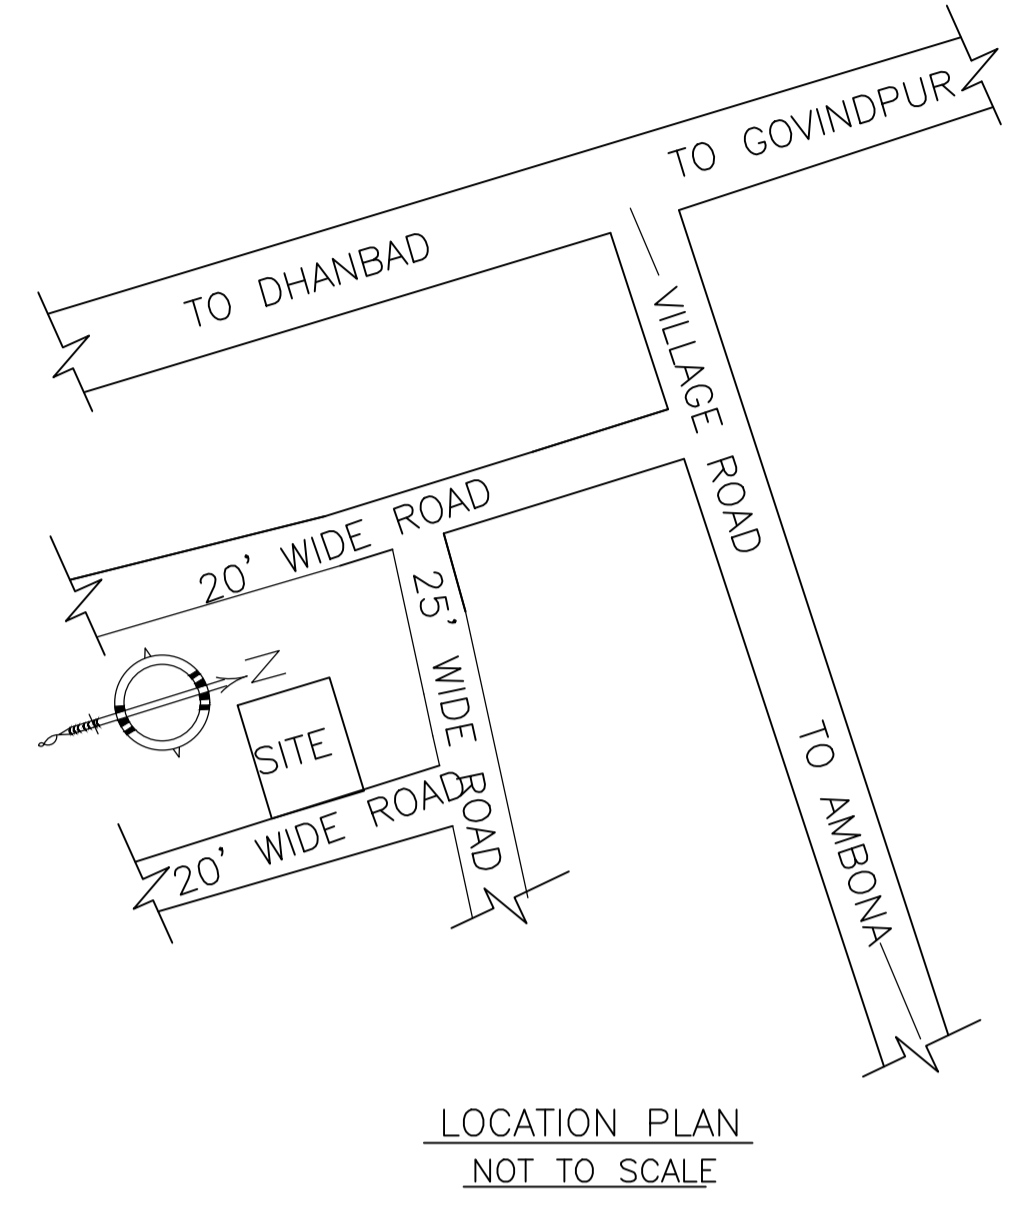 TO GOVINDPUR
TO DHANBAD
VILLAGE ROAD
20' WIDE ROAD
25' WIDE ROAD
N
SITE
20' WIDE ROAD
TO AMBONA
LOCATION PLAN
NOT TO SCALE